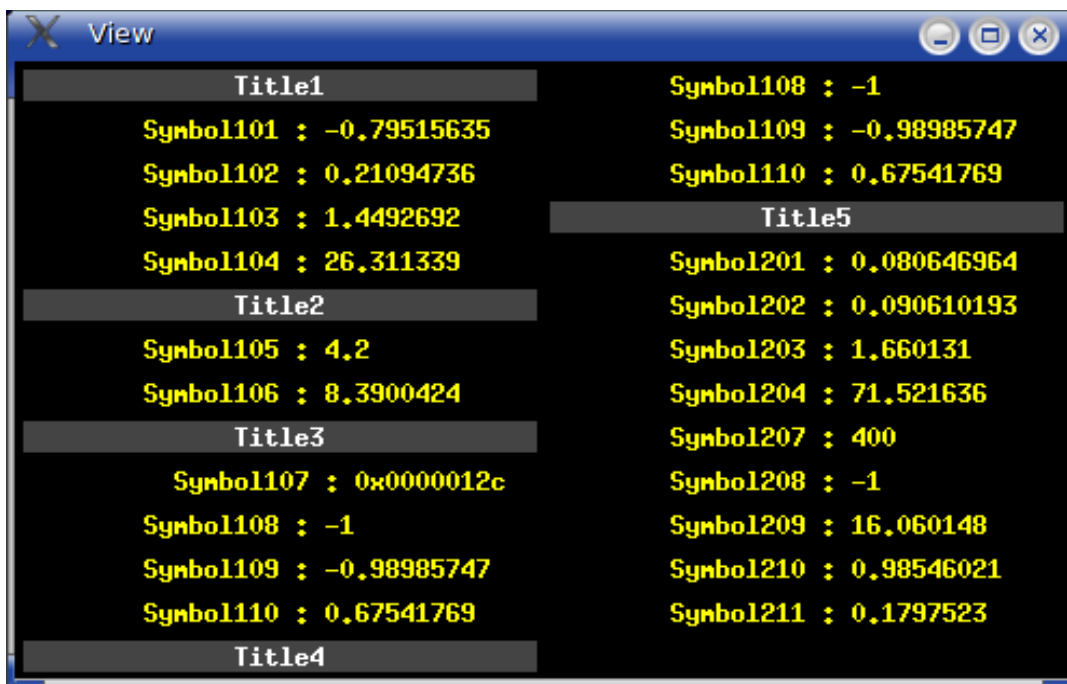 View
Title1
Symbol101 : -0.79515635
Symbol102 : 0.21094736
Symbol103 : 1.4492692
Symbol104 : 26.311339
Title2
Symbol105 : 4.2
Symbol106 : 8.3900424
Title3
Symbol107 : 0x0000012c
Symbol108 : -1
Symbol109 : -0.98985747
Symbol110 : 0.67541769
Title4
Symbol108 : -1
Symbol109 : -0.98985747
Symbol110 : 0.67541769
Title5
Symbol201 : 0.080646964
Symbol202 : 0.090610193
Symbol203 : 1.660131
Symbol204 : 71.521636
Symbol207 : 400
Symbol208 : -1
Symbol209 : 16.060148
Symbol210 : 0.98546021
Symbol211 : 0.1797523